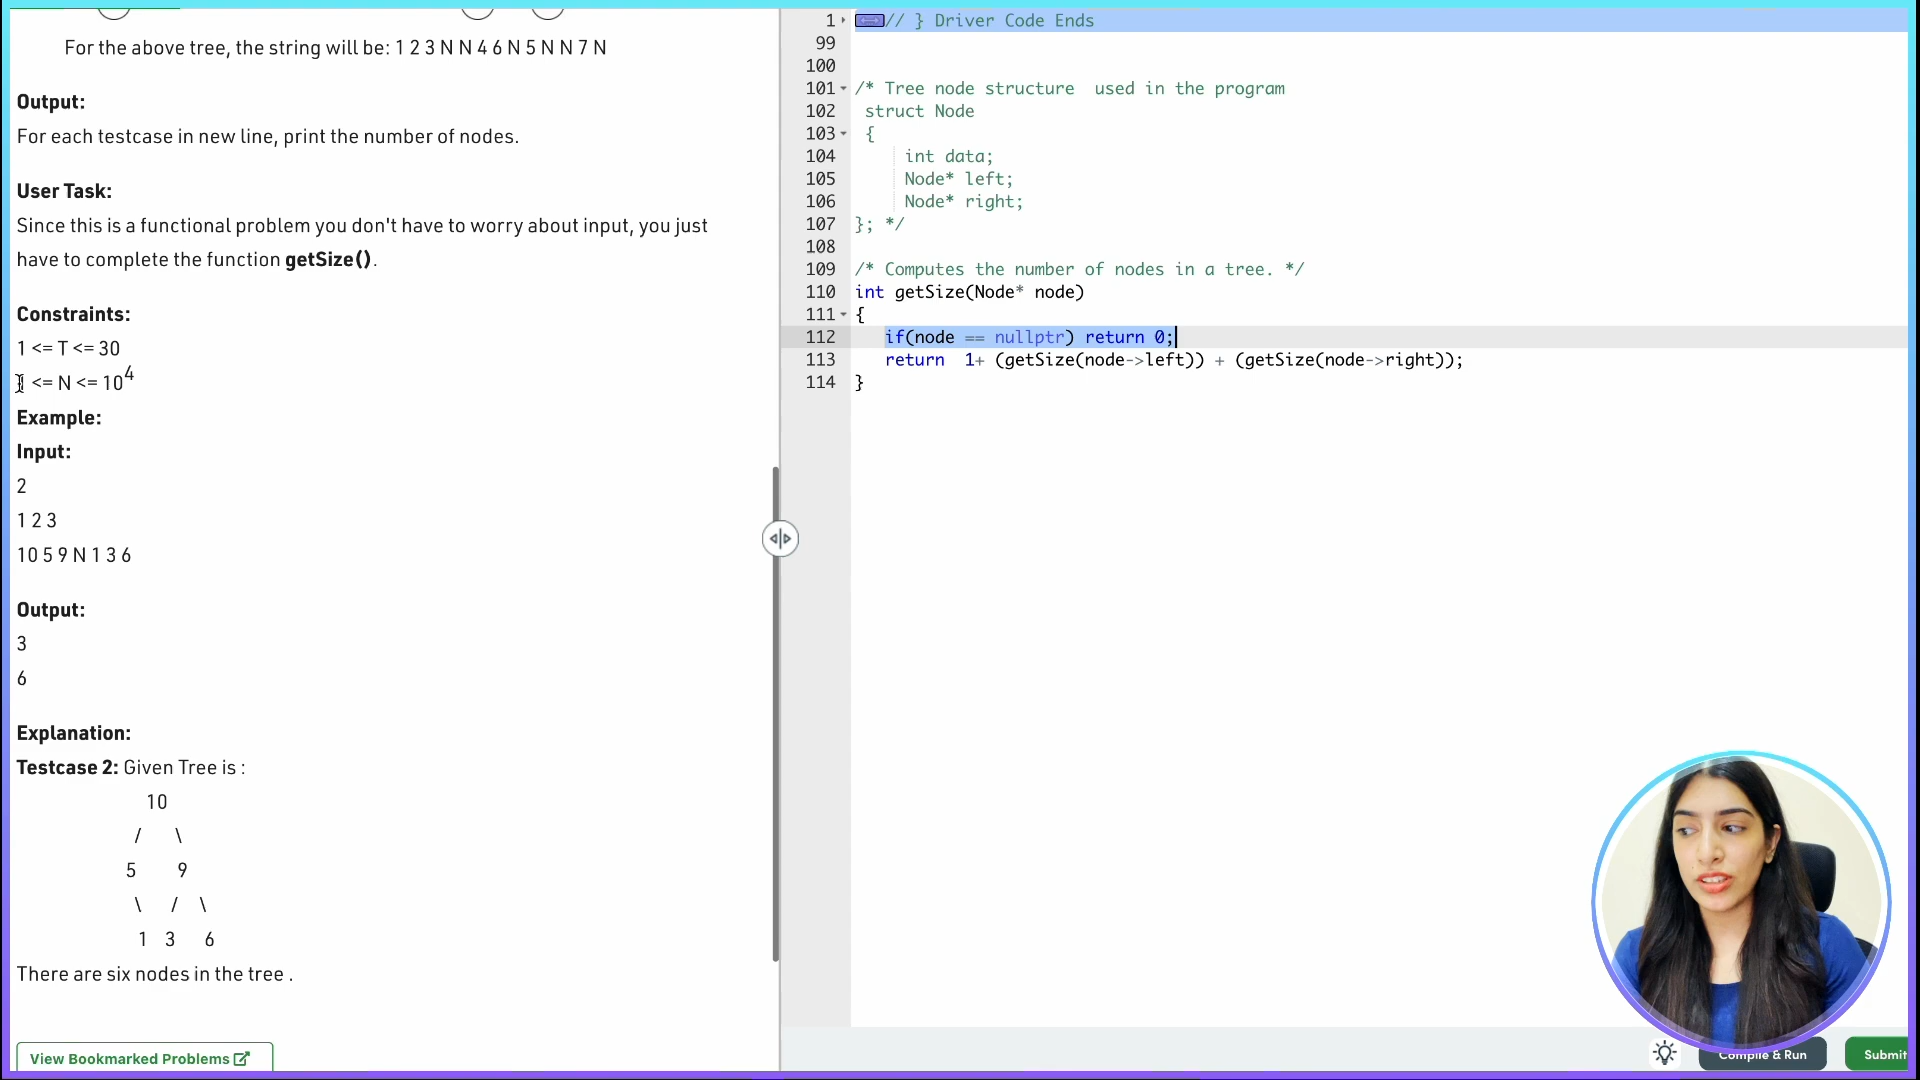 For the above tree, the string will be: 1 2 3 N N 4 6 N 5 N N 7 N
Output:
For each testcase in new line, print the number of nodes.
User Task:
Since this is a functional problem you don't have to worry about input, you just
have to complete the function getSize().
Constraints:
1 <= T <= 30
<= N <= 10^4
Example:
Input:
2
1 2 3
10 5 9 N 1 3 6
Output:
3
6
Explanation:
Testcase 2: Given Tree is :
10
/ \
5 9
\ / \
1 3 6
There are six nodes in the tree .
View Bookmarked Problems
1 // } Driver Code Ends
99
100
101 /* Tree node structure  used in the program
102 struct Node
103 {
104 int data;
105 Node* left;
106 Node* right;
107 }; */
108
109 /* Computes the number of nodes in a tree. */
110 int getSize(Node* node)
111 {
112 if(node == nullptr) return 0;
113 return  1+ (getSize(node->left)) + (getSize(node->right));
114 }
Compile & Run
Submit